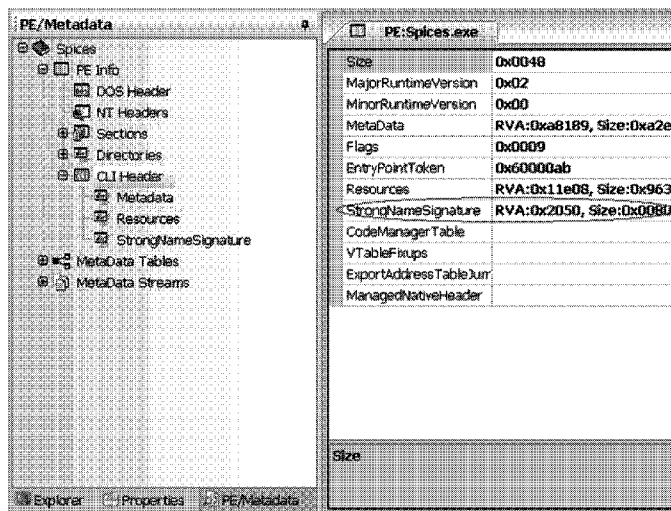 PE/Metadata
Spices
PE Info
DOS Header
NT Headers
Sections
Directories
CLI Header
Metadata
Resources
StrongNameSignature
MetaData Tables
MetaData Streams
Explorer Properties PE/Metadata
PE:Spices.exe
Size 0x0048
MajorRuntimeVersion 0x02
MinorRuntimeVersion 0x00
MetaData RVA:0xa8189, Size:0xa2e
Flags 0x0009
EntryPointToken 0x60000ab
Resources RVA:0x11e08, Size:0x963
StrongNameSignature RVA:0x2050, Size:0x0080
CodeManagerTable
VTableFixups
ExportAddressTableJum
ManagedNativeHeader
Size